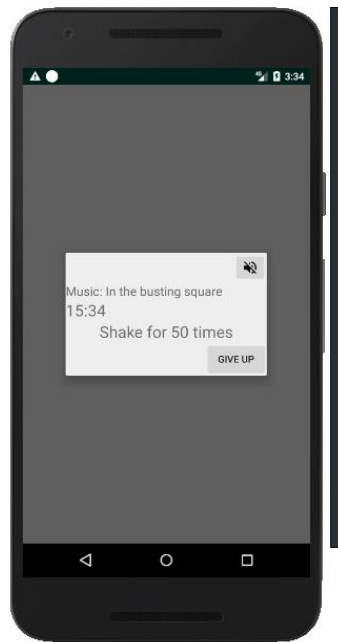 3:34
Music: In the busting square
15:34
Shake for 50 times
GIVE UP